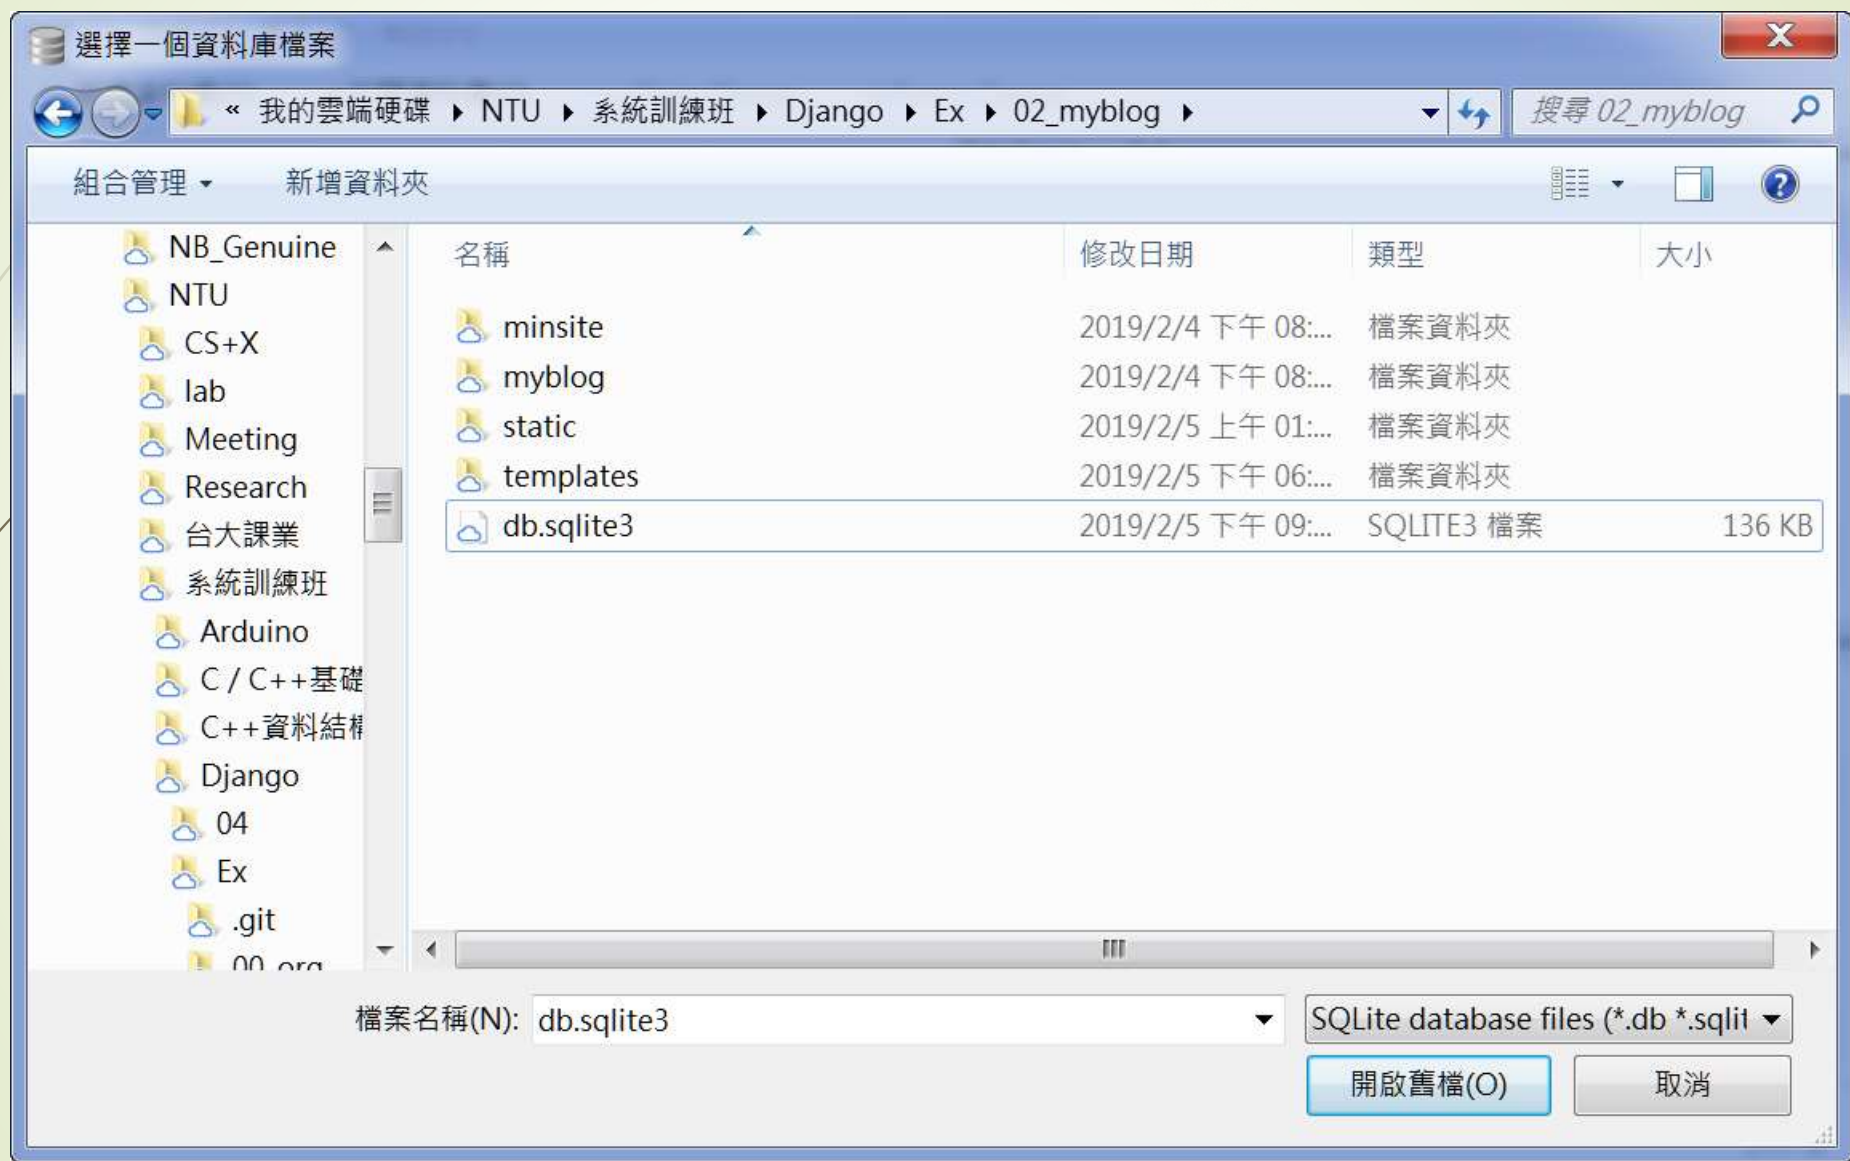 選擇一個資料庫檔案
« 我的雲端硬碟 ▸ NTU ▸ 系統訓練班 ▸ Django ▸ Ex ▸ 02_myblog ▸
搜尋 02_myblog
組合管理 新增資料夾
NB_Genuine
NTU
CS+X
lab
Meeting
Research
台大課業
系統訓練班
Arduino
C / C++基礎
C++資料結構
Django
04
Ex
.git
00_org
名稱 修改日期 類型 大小
minsite 2019/2/4 下午 08:... 檔案資料夾
myblog 2019/2/4 下午 08:... 檔案資料夾
static 2019/2/5 上午 01:... 檔案資料夾
templates 2019/2/5 下午 06:... 檔案資料夾
db.sqlite3 2019/2/5 下午 09:... SQLITE3 檔案 136 KB
檔案名稱(N): db.sqlite3
SQLite database files (*.db *.sqlit
開啟舊檔(O) 取消